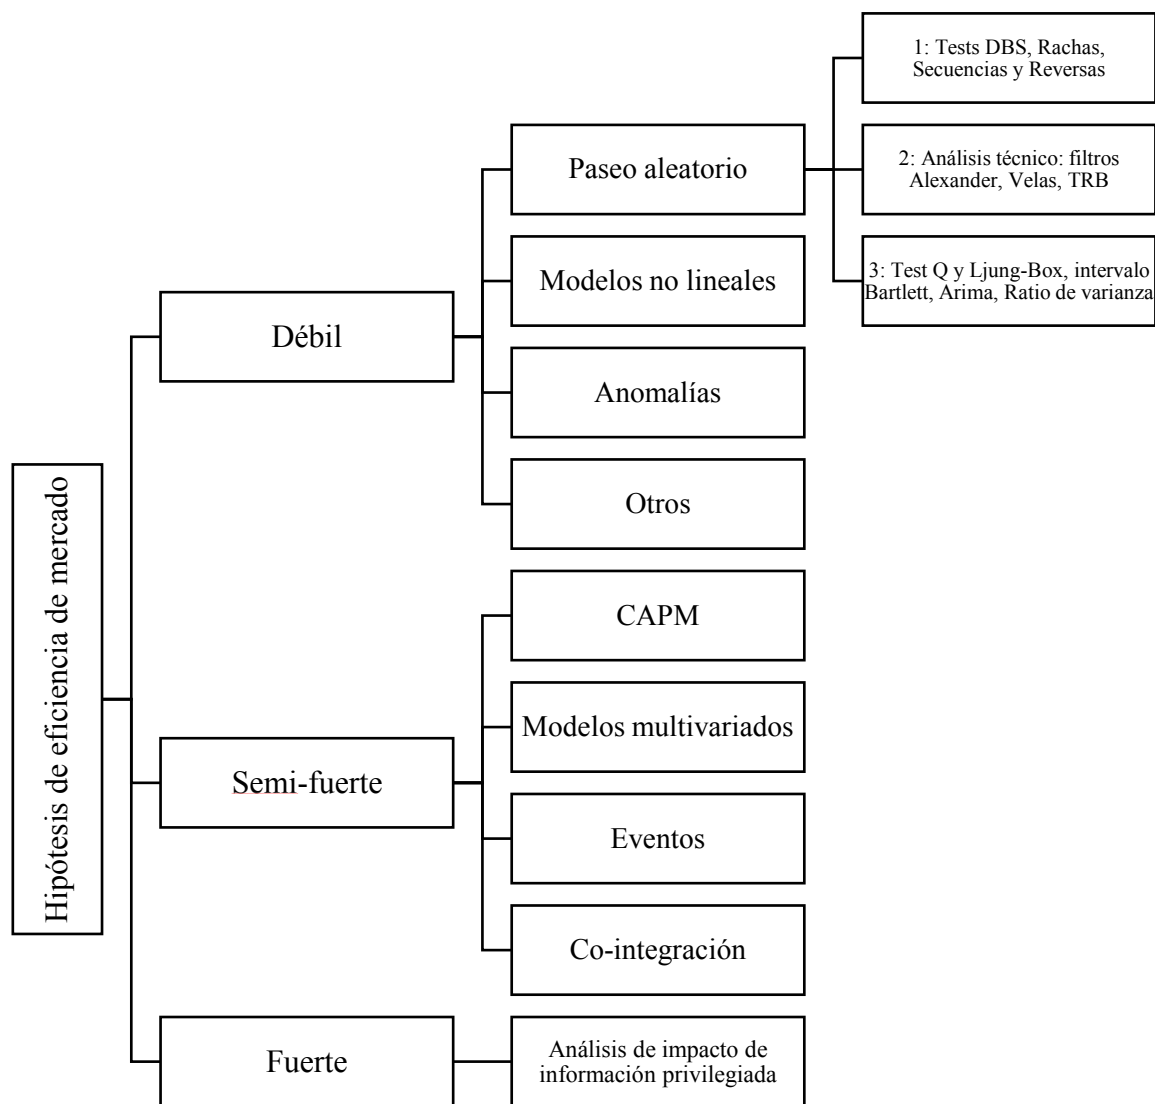 Hipótesis de eficiencia de mercado
Débil
Paseo aleatorio
1: Tests DBS, Rachas,
Secuencias y Reversas
2: Análisis técnico: filtros
Alexander, Velas, TRB
3: Test Q y Ljung-Box, intervalo
Bartlett, Arima, Ratio de varianza
Modelos no lineales
Anomalías
Otros
Semi-fuerte
CAPM
Modelos multivariados
Eventos
Co-integración
Fuerte
Análisis de impacto de
información privilegiada